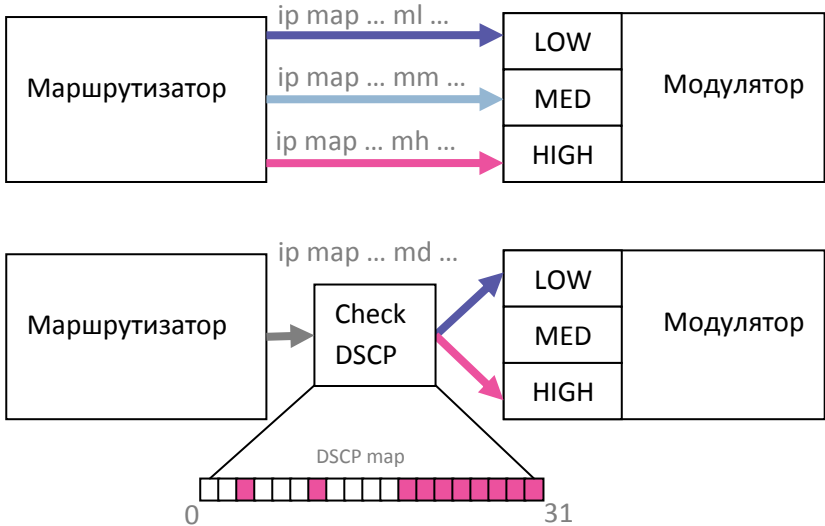 ip map ... ml ...
LOW
Маршрутизатор
ip map ... mm ...
MED
Модулятор
ip map ... mh ...
HIGH
ip map ... md ...
LOW
Маршрутизатор
Check
DSCP
MED
Модулятор
HIGH
DSCP map
0
31